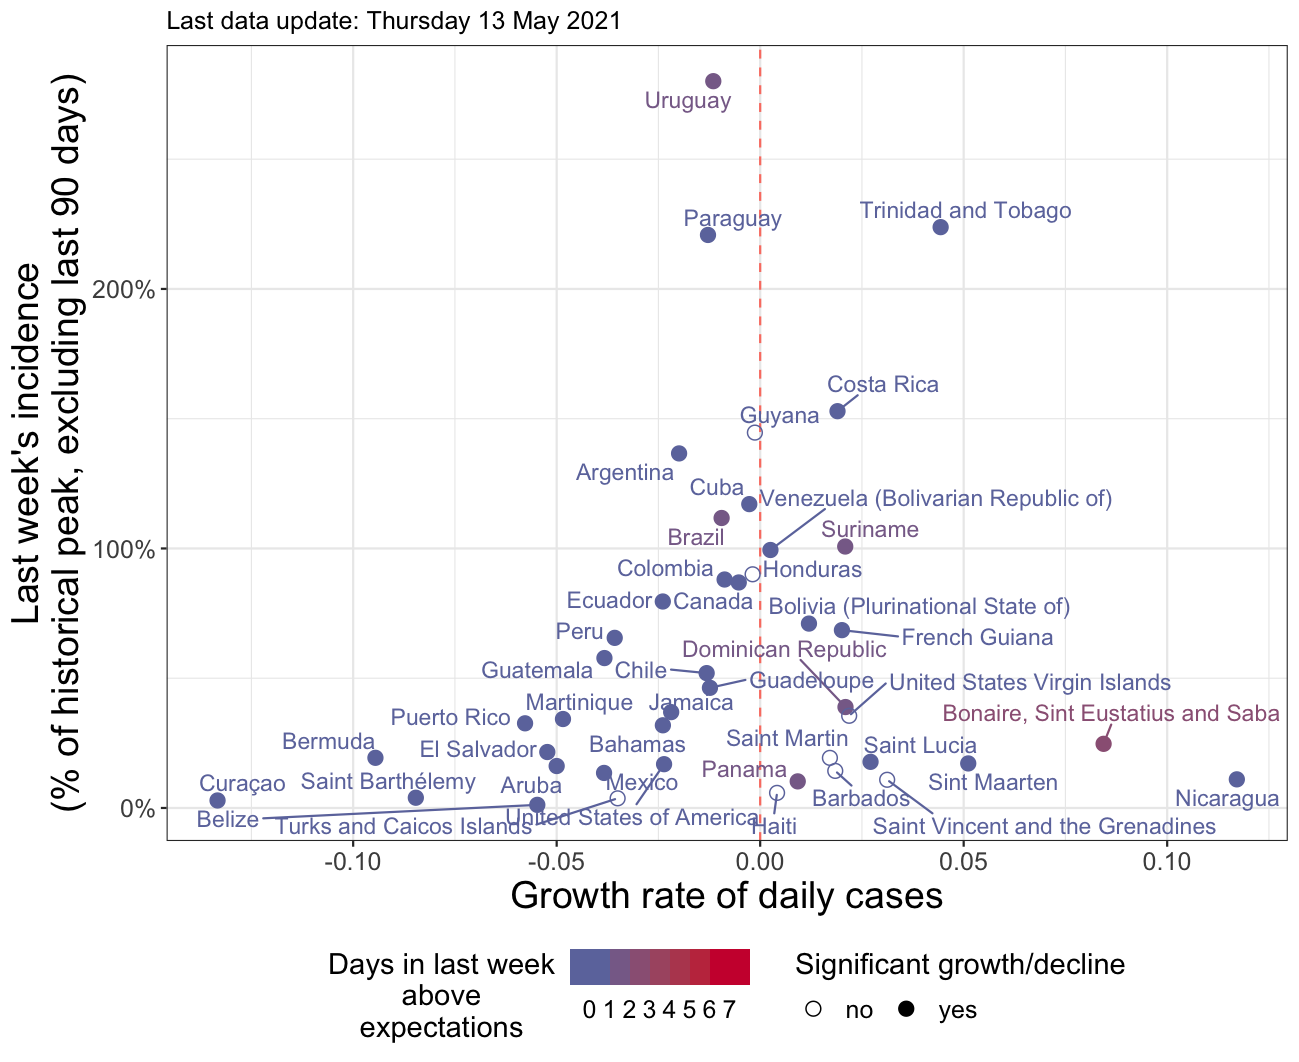 Last data update: Thursday 13 May 2021
Last week's incidence
(% of historical peak, excluding last 90 days)
Uruguay
Paraguay
Trinidad and Tobago
200%
Costa Rica
Guyana
Argentina
Cuba
Venezuela (Bolivarian Republic of)
Brazil
Suriname
100%
Colombia
Honduras
Ecuador
Canada
Bolivia (Plurinational State of)
Peru
French Guiana
Dominican Republic
Guatemala
Chile
Guadeloupe
United States Virgin Islands
Martinique
Jamaica
Puerto Rico
Bonaire, Sint Eustatius and Saba
Bermuda
El Salvador
Bahamas
Saint Martin
Saint Lucia
Panama
Curaçao
Saint Barthélemy
Aruba
Mexico
Sint Maarten
Barbados
Nicaragua
0%
Belize
Turks and Caicos Islands
United States of America
Haiti
Saint Vincent and the Grenadines
-0.10
-0.05
0.00
0.05
0.10
Growth rate of daily cases
Days in last week
above
expectations
0 1 2 3 4 5 6 7
Significant growth/decline
no
yes